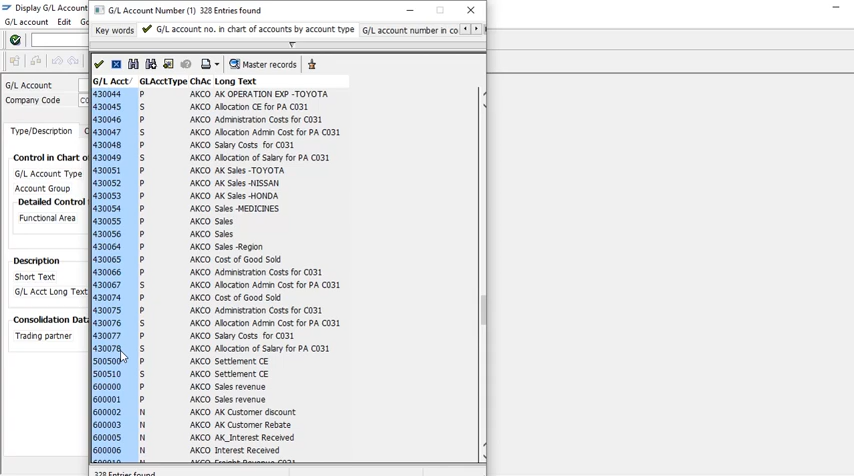 Display G/L Acc
G/L account Edit Go
G/L Account
Company Code
Type/Description
Control in Chart of
G/L Account Type
Account Group
Detailed Control
Functional Area
Description
Short Text
G/L Acct Long Text
Consolidation Data
Trading partner
G/L Account Number (1) 328 Entries found
Key words G/L account no. in chart of accounts by account type G/L account number in co
Master records
G/L Acct GLAcctType ChAc Long Text
430044 P AKCO AK OPERATION EXP -TOYOTA
430045 S AKCO Allocation CE for PA C031
430046 P AKCO Administration Costs for C031
430047 S AKCO Allocation Admin Cost for PA C031
430048 P AKCO Salary Costs for C031
430049 S AKCO Allocation of Salary for PA C031
430051 P AKCO AK Sales -TOYOTA
430052 P AKCO AK Sales -NISSAN
430053 P AKCO AK Sales -HONDA
430054 P AKCO Sales -MEDICINES
430055 P AKCO Sales
430056 P AKCO Sales
430064 P AKCO Sales -Region
430065 P AKCO Cost of Good Sold
430066 P AKCO Administration Costs for C031
430067 S AKCO Allocation Admin Cost for PA C031
430074 P AKCO Cost of Good Sold
430075 P AKCO Administration Costs for C031
430076 S AKCO Allocation Admin Cost for PA C031
430077 P AKCO Salary Costs for C031
430078 S AKCO Allocation of Salary for PA C031
500500 P AKCO Settlement CE
500510 S AKCO Settlement CE
600000 P AKCO Sales revenue
600001 P AKCO Sales revenue
600002 N AKCO AK Customer discount
600003 N AKCO AK Customer Rebate
600005 N AKCO AK_Interest Received
600006 N AKCO Interest Received
328 Entries found